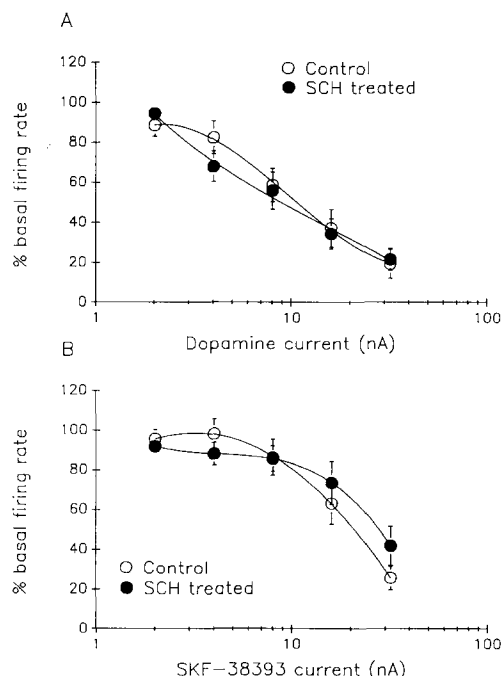 A
Control
SCH treated
% basal firing rate
120
100
80
60
40
20
0
1
10
100
Dopamine current (nA)
B
% basal firing rate
120
100
80
60
40
20
0
Control
SCH treated
1
10
100
SKF-38393 current (nA)